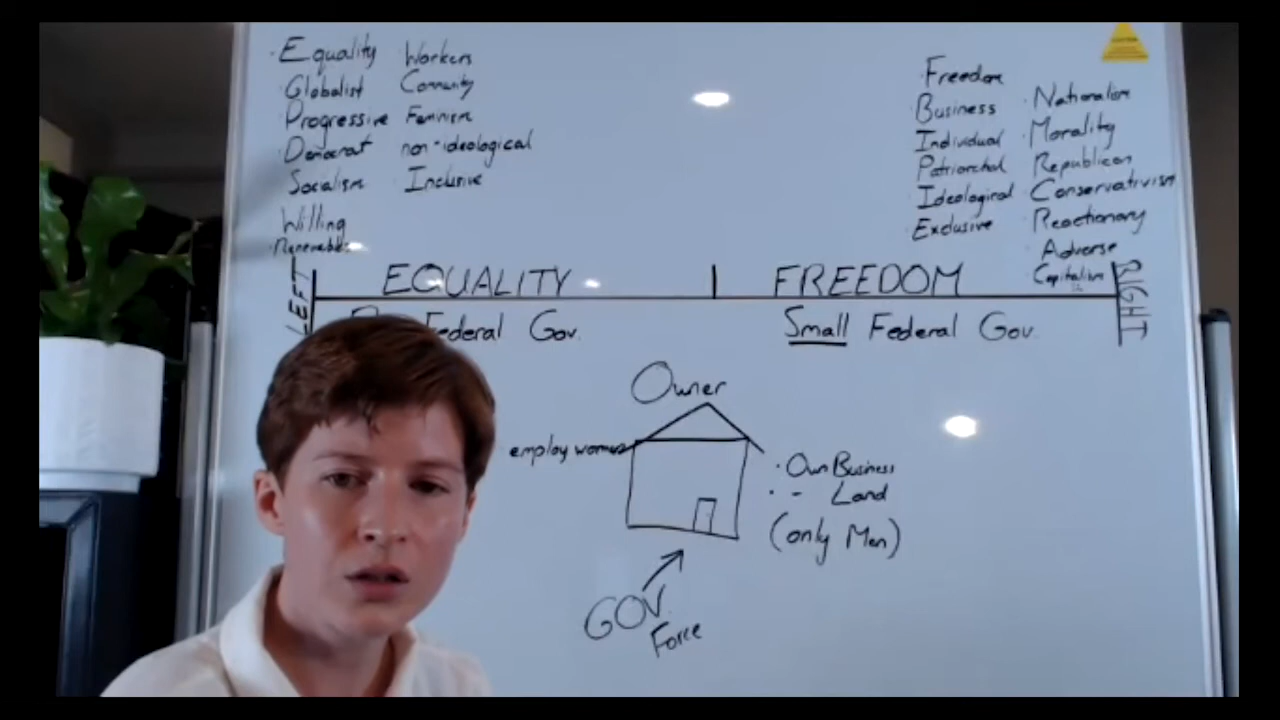 Equality Workers
Globalist Community
Progressive Feminism
Democrat non-ideological
Socialism Inclusive
Willing
Renewables
Freedom
Business Nationalism
Individual Morality
Patriarchal Republican
Ideological Conservativism
Exclusive Reactionary
Adverse
Capitalism
LEFT EQUALITY FREEDOM RIGHT
Federal Gov.
Small Federal Gov.
Owner
employ women
Own Business
- Land
(only Men)
GOV.
Force